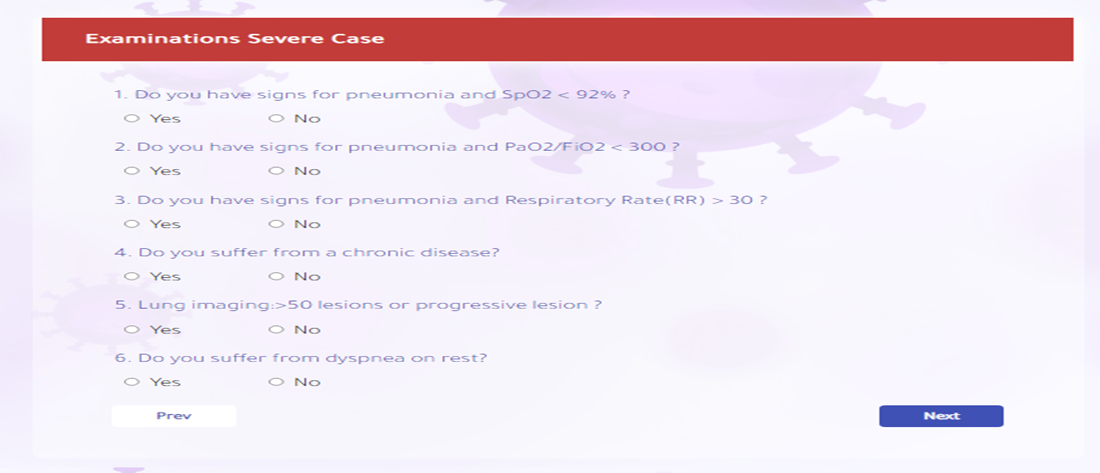 Examinations Severe Case
1. Do you have signs for pneumonia and SpO2 < 92% ?
Yes No
2. Do you have signs for pneumonia and PaO2/FiO2 < 300 ?
Yes No
3. Do you have signs for pneumonia and Respiratory Rate(RR) > 30 ?
Yes No
4. Do you suffer from a chronic disease?
Yes No
5. Lung imaging:>50 lesions or progressive lesion ?
Yes No
6. Do you suffer from dyspnea on rest?
Yes No
Prev Next